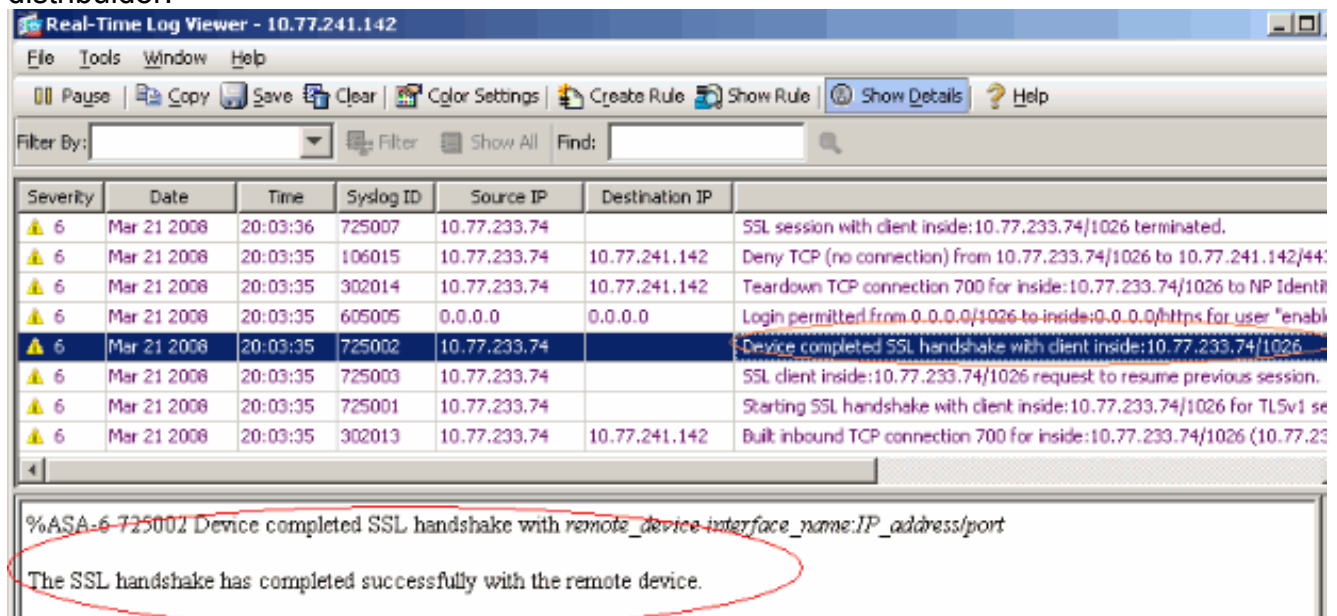 distribuidor.
Real-Time Log Viewer - 10.77.241.142
File Tools Window Help
Pause Copy Save Clear Color Settings Create Rule Show Rule Show Details Help
Filter By: Filter Show All Find:
Severity Date Time Syslog ID Source IP Destination IP
6 Mar 21 2008 20:03:36 725007 10.77.233.74 SSL session with client inside:10.77.233.74/1026 terminated.
6 Mar 21 2008 20:03:35 106015 10.77.233.74 10.77.241.142 Deny TCP (no connection) from 10.77.233.74/1026 to 10.77.241.142/443
6 Mar 21 2008 20:03:35 302014 10.77.233.74 10.77.241.142 Teardown TCP connection 700 for inside:10.77.233.74/1026 to NP Identit
6 Mar 21 2008 20:03:35 605005 0.0.0.0 0.0.0.0 Login permitted from 0.0.0.0/1026 to inside:0.0.0.0/https for user "enabl
6 Mar 21 2008 20:03:35 725002 10.77.233.74 Device completed SSL handshake with client inside:10.77.233.74/1026
6 Mar 21 2008 20:03:35 725003 10.77.233.74 SSL client inside:10.77.233.74/1026 request to resume previous session.
6 Mar 21 2008 20:03:35 725001 10.77.233.74 Starting SSL handshake with client inside:10.77.233.74/1026 for TLSv1 se
6 Mar 21 2008 20:03:35 302013 10.77.233.74 10.77.241.142 Built inbound TCP connection 700 for inside:10.77.233.74/1026 (10.77.23
%ASA-6-725002 Device completed SSL handshake with remote_device interface_name:IP_address/port
The SSL handshake has completed successfully with the remote device.